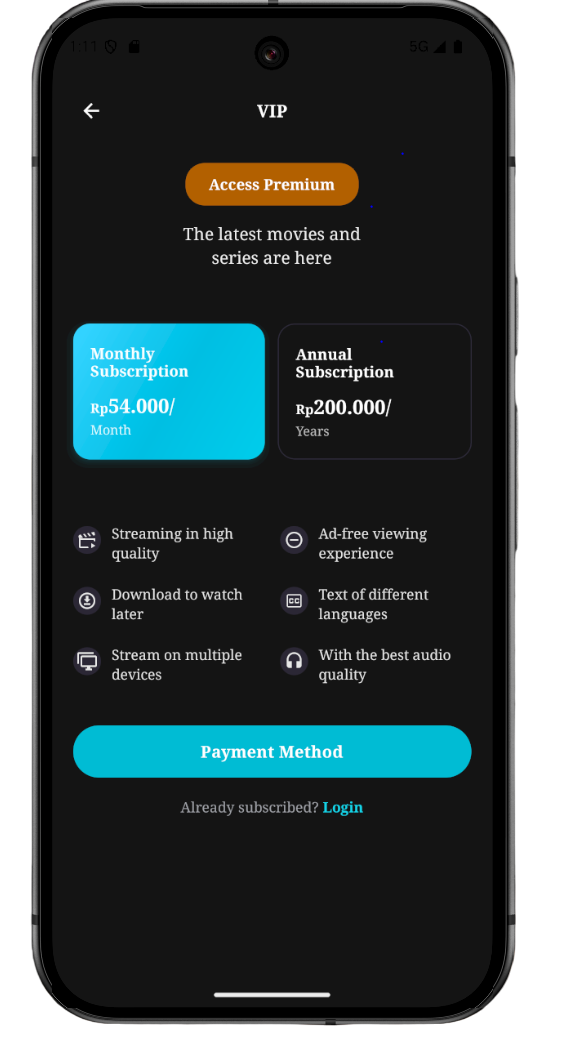 1:11 5G
VIP
Access Premium
The latest movies and
series are here
Monthly
Subscription
Rp54.000/
Month
Annual
Subscription
Rp200.000/
Years
Streaming in high
quality
Ad-free viewing
experience
Download to watch
later
CC
Text of different
languages
Stream on multiple
devices
With the best audio
quality
Payment Method
Already subscribed? Login